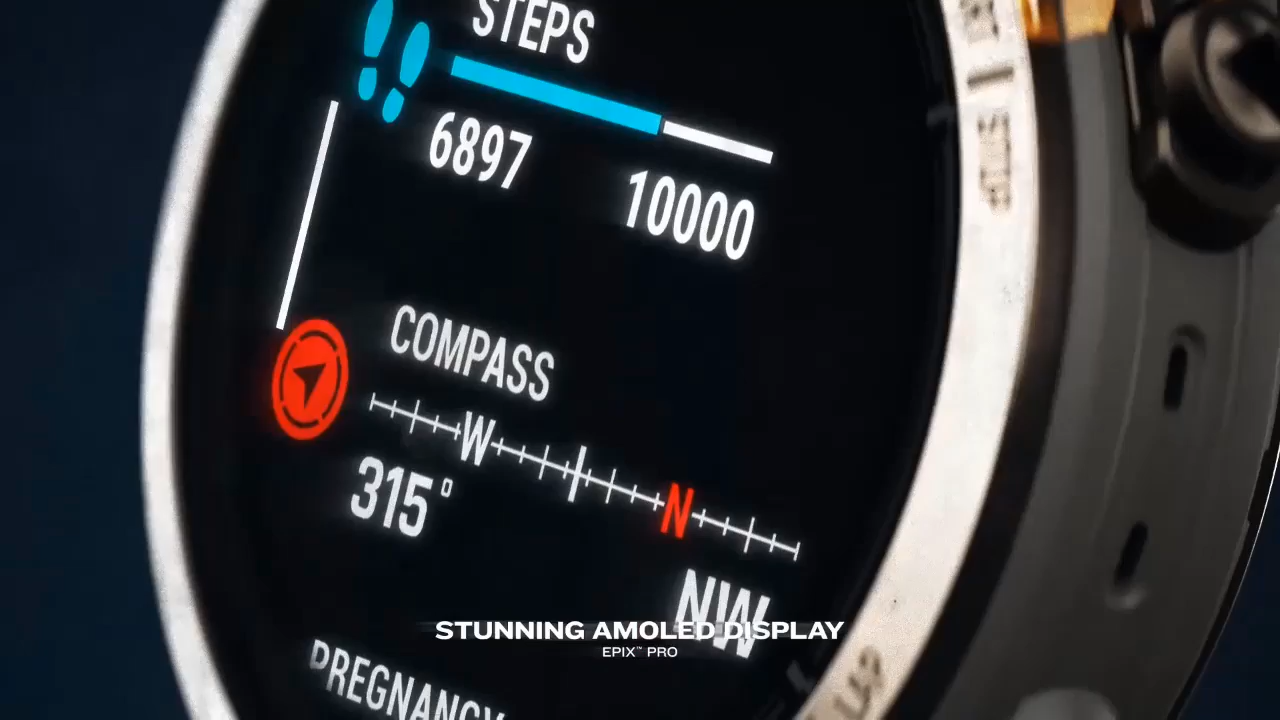 STEPS
6897
10000
COMPASS
W
N
315°
NW
STUNNING AMOLED DISPLAY
EPIX™ PRO
PREGNANCY